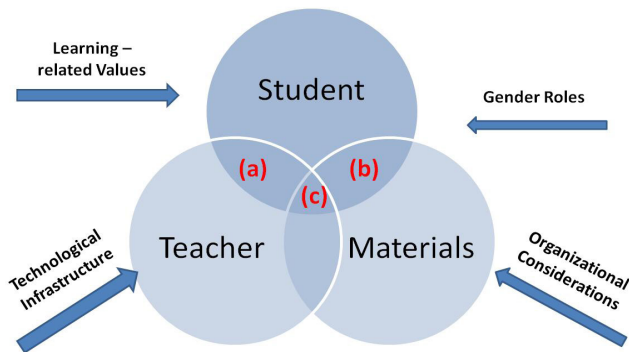 Learning –
related Values
Student
Gender Roles
(a)
(b)
(c)
Teacher
Materials
Technological
Infrastructure
Organizational
Considerations